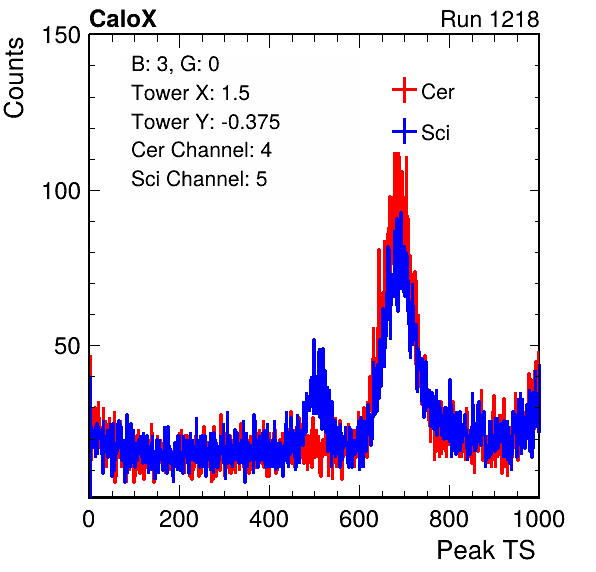 CaloX Run 1218
Counts
150
B: 3, G: 0
Tower X: 1.5
Tower Y: -0.375
Cer Channel: 4
Sci Channel: 5
Cer
Sci
100
50
0 200 400 600 800 1000
Peak TS